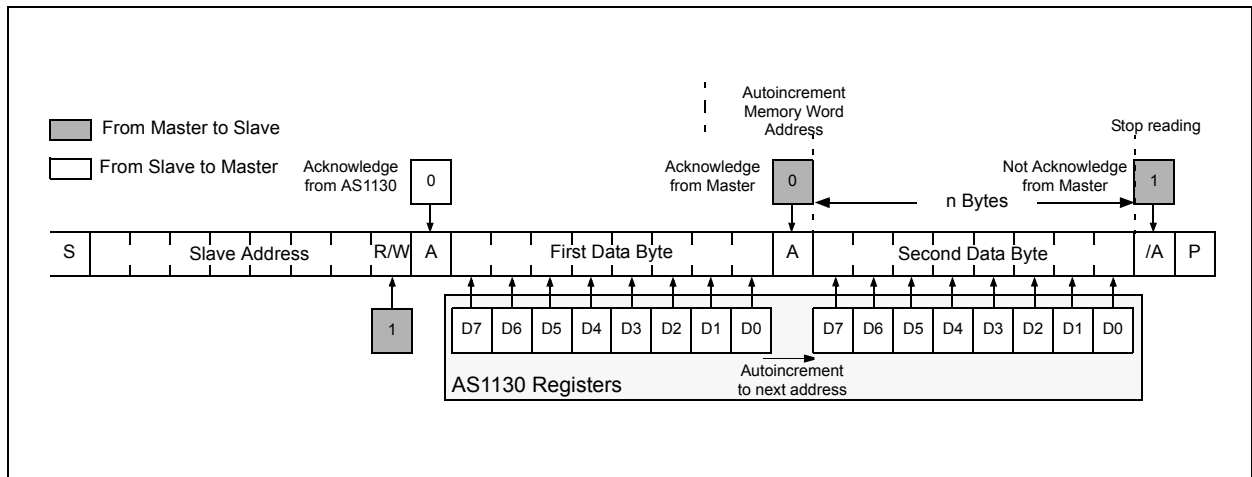 Autoincrement
Memory Word
Address
Stop reading
From Master to Slave
From Slave to Master
Acknowledge
from AS1130
0
Acknowledge
from Master
0
Not Acknowledge
from Master
1
n Bytes
S
Slave Address
R/W
A
First Data Byte
A
Second Data Byte
/A
P
1
D7 D6 D5 D4 D3 D2 D1 D0
D7 D6 D5 D4 D3 D2 D1 D0
Autoincrement
to next address
AS1130 Registers